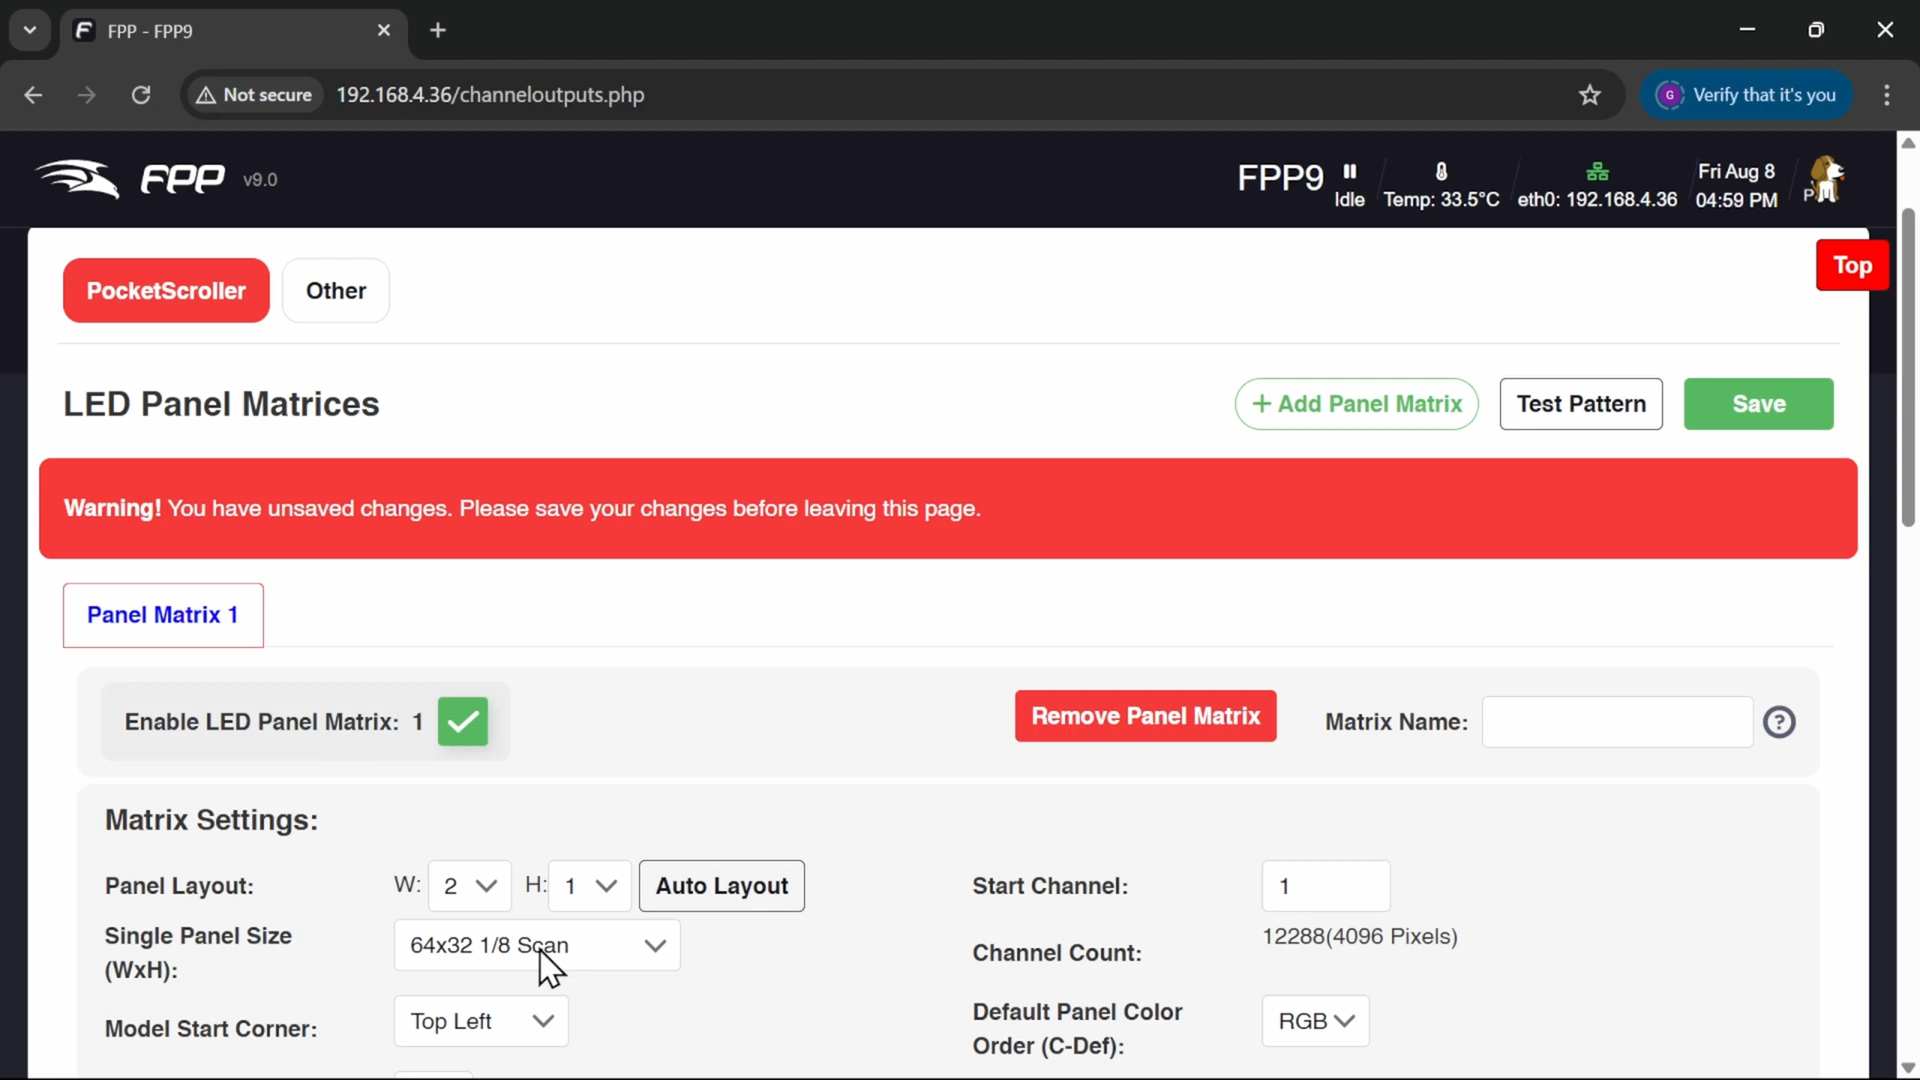 FPP - FPP9
Not secure 192.168.4.36/channeloutputs.php
G Verify that it's you
FPP v9.0
FPP9
Idle
Temp: 33.5°C
eth0: 192.168.4.36
Fri Aug 8
04:59 PM
PocketScroller
Other
Top
LED Panel Matrices
+ Add Panel Matrix
Test Pattern
Save
Warning! You have unsaved changes. Please save your changes before leaving this page.
Panel Matrix 1
Enable LED Panel Matrix: 1
Remove Panel Matrix
Matrix Name:
?
Matrix Settings:
Panel Layout:
W: 2 H: 1 Auto Layout
Start Channel:
1
Single Panel Size
(WxH):
64x32 1/8 Scan
Channel Count:
12288(4096 Pixels)
Model Start Corner:
Top Left
Default Panel Color
Order (C-Def):
RGB